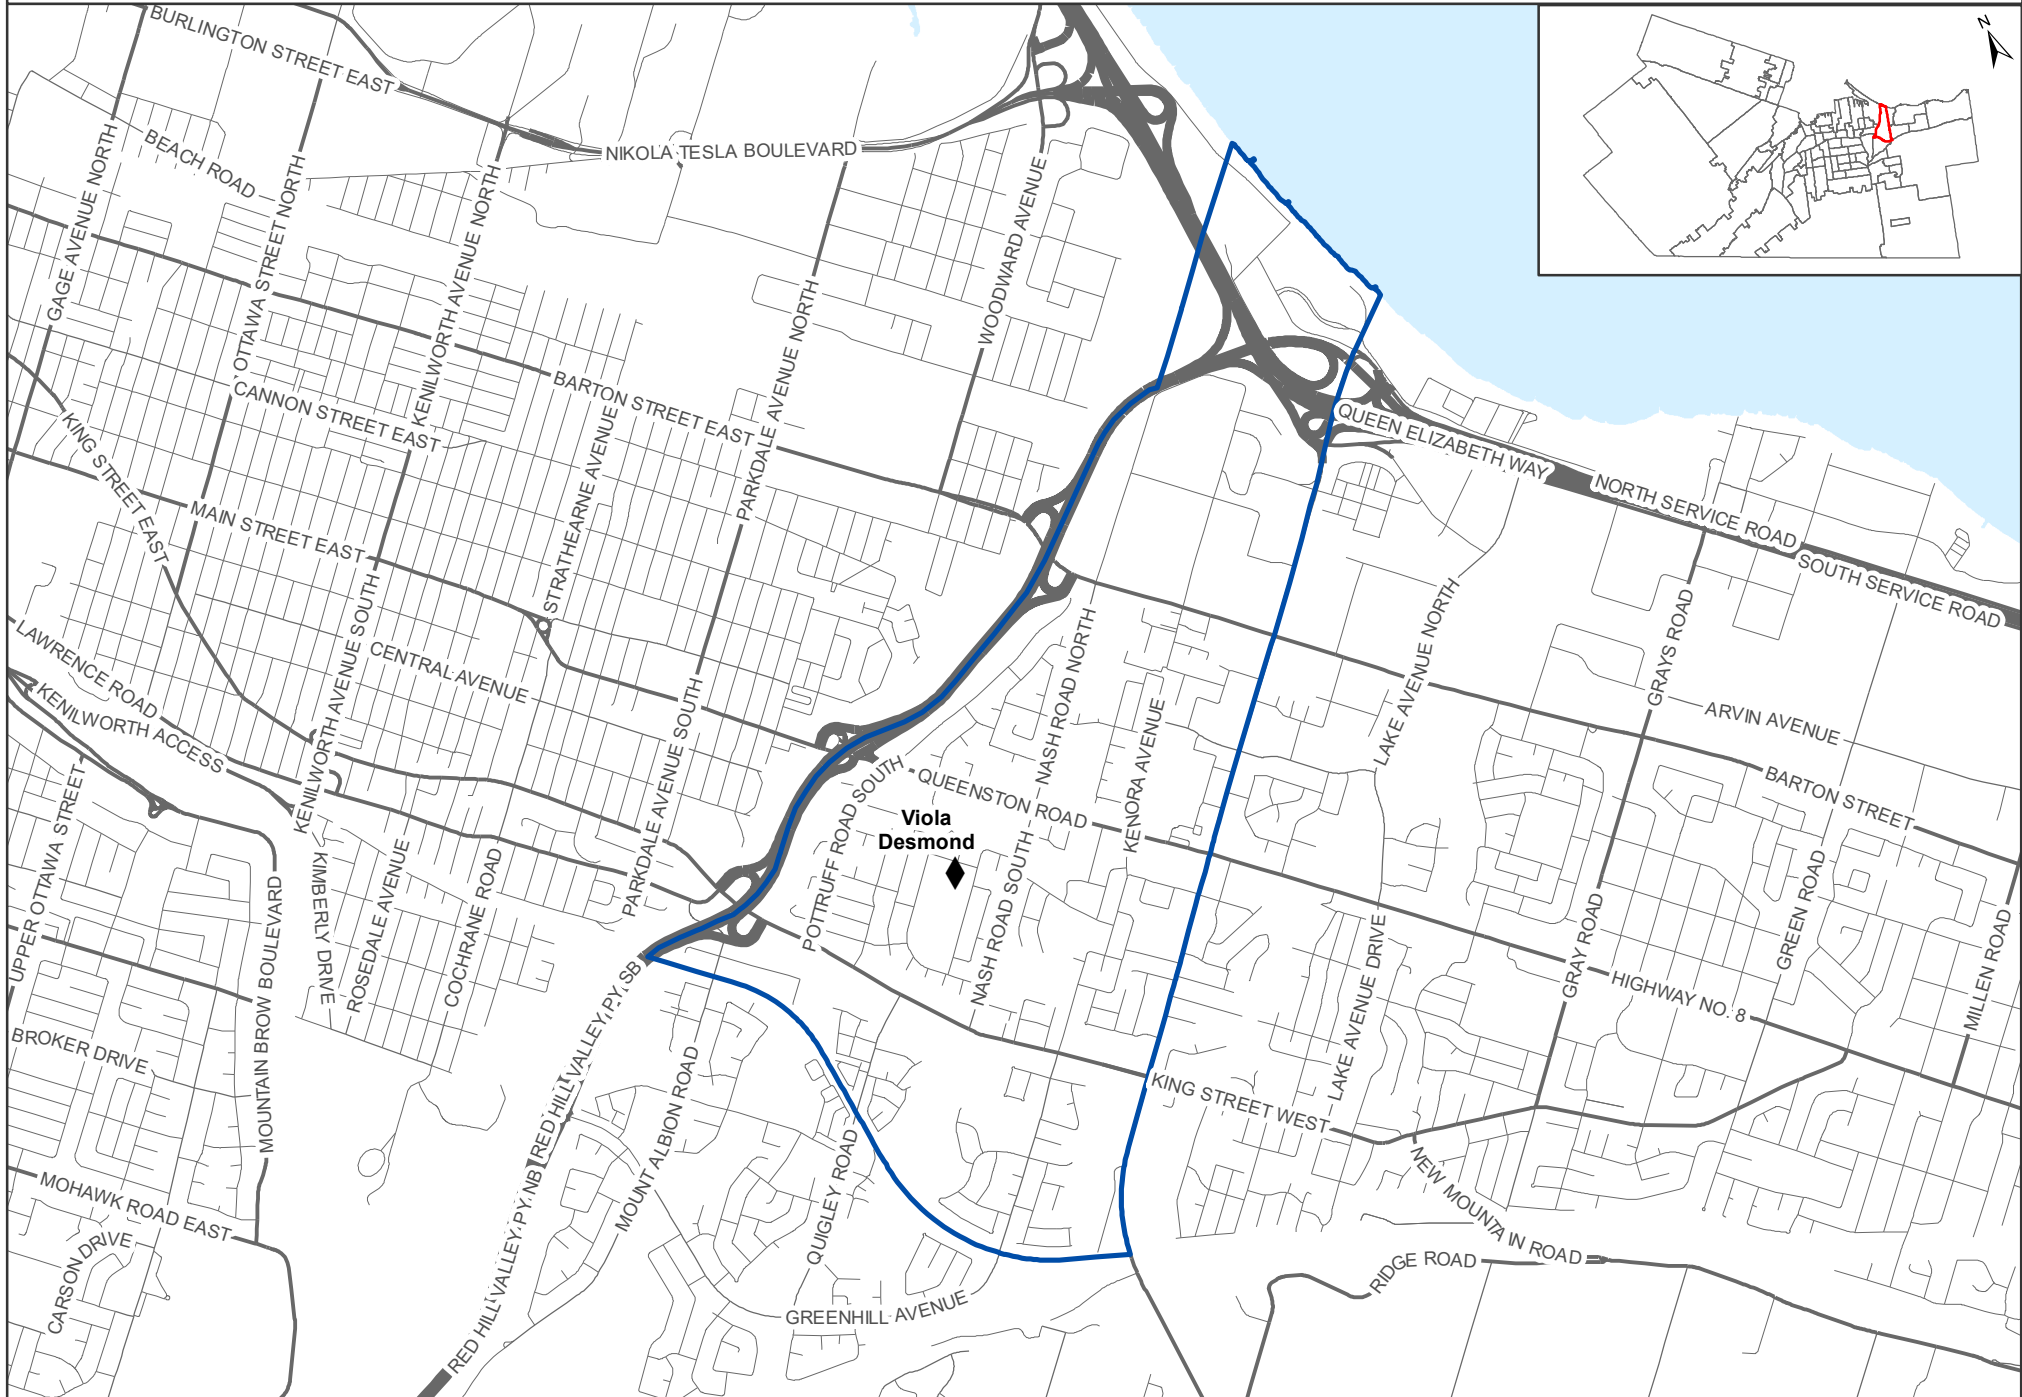 BURLINGTON STREET EAST
N
BEACH ROAD
NIKOLA TESLA BOULEVARD
GAGE AVENUE NORTH
OTTAWA STREET NORTH
KENILWORTH AVENUE NORTH
WOODWARD AVENUE
PARKDALE AVENUE NORTH
BARTON STREET EAST
CANNON STREET EAST
KING STREET EAST
STRATHEARNE AVENUE
QUEEN ELIZABETH WAY
NORTH SERVICE ROAD
SOUTH SERVICE ROAD
MAIN STREET EAST
LAWRENCE ROAD
KENILWORTH ACCESS
KENILWORTH AVENUE SOUTH
CENTRAL AVENUE
PARKDALE AVENUE SOUTH
NASH ROAD NORTH
KENORA AVENUE
LAKE AVENUE NORTH
GRAYS ROAD
ARVIN AVENUE
BARTON STREET
QUEENSTON ROAD
POTTRUFF ROAD SOUTH
Viola
Desmond
NASH ROAD SOUTH
UPPER OTTAWA STREET
MOUNTAIN BROW BOULEVARD
KIMBERLY DRIVE
ROSEDALE AVENUE
COCHRANE ROAD
LAKE AVENUE DRIVE
GRAY ROAD
GREEN ROAD
HIGHWAY NO. 8
MILLEN ROAD
BROKER DRIVE
RED HILL VALLEY PY. SB
RED HILL VALLEY PY. NB
MOUNT ALBION ROAD
QUIGLEY ROAD
KING STREET WEST
NEW MOUNTAIN ROAD
RIDGE ROAD
MOHAWK ROAD EAST
CARSON DRIVE
GREENHILL AVENUE